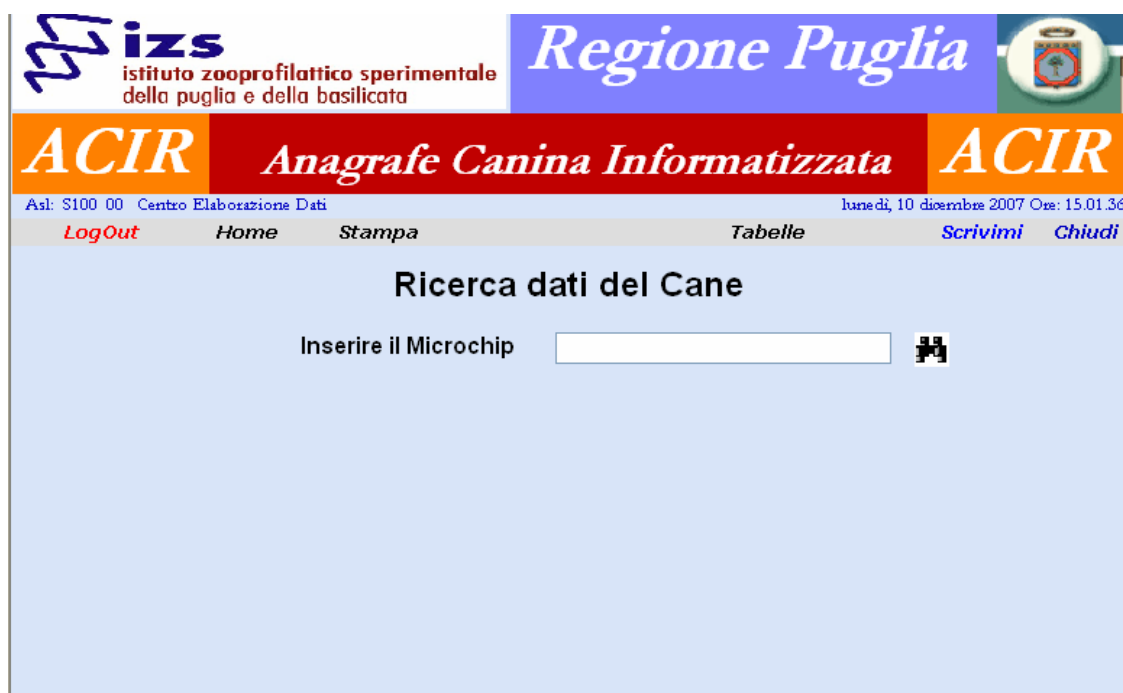 izs
istituto zooprofilattico sperimentale
della puglia e della basilicata
Regione Puglia
ACIR Anagrafe Canina Informatizzata ACIR
Asl: S100 00 Centro Elaborazione Dati lunedì, 10 dicembre 2007 Ore: 15.01.36
LogOut Home Stampa Tabelle Scrivimi Chiudi
Ricerca dati del Cane
Inserire il Microchip